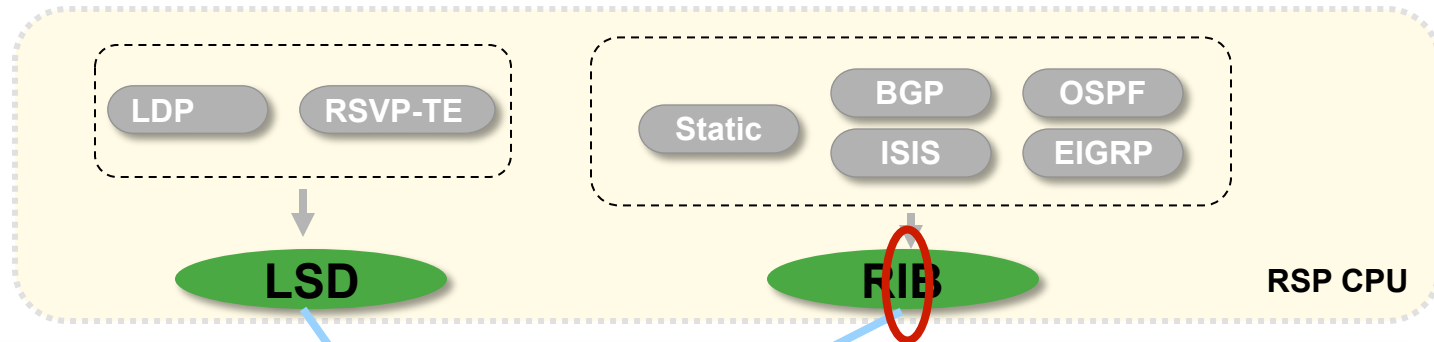 LDP
RSVP-TE
Static
BGP
OSPF
ISIS
EIGRP
LSD
RIB
RSP CPU